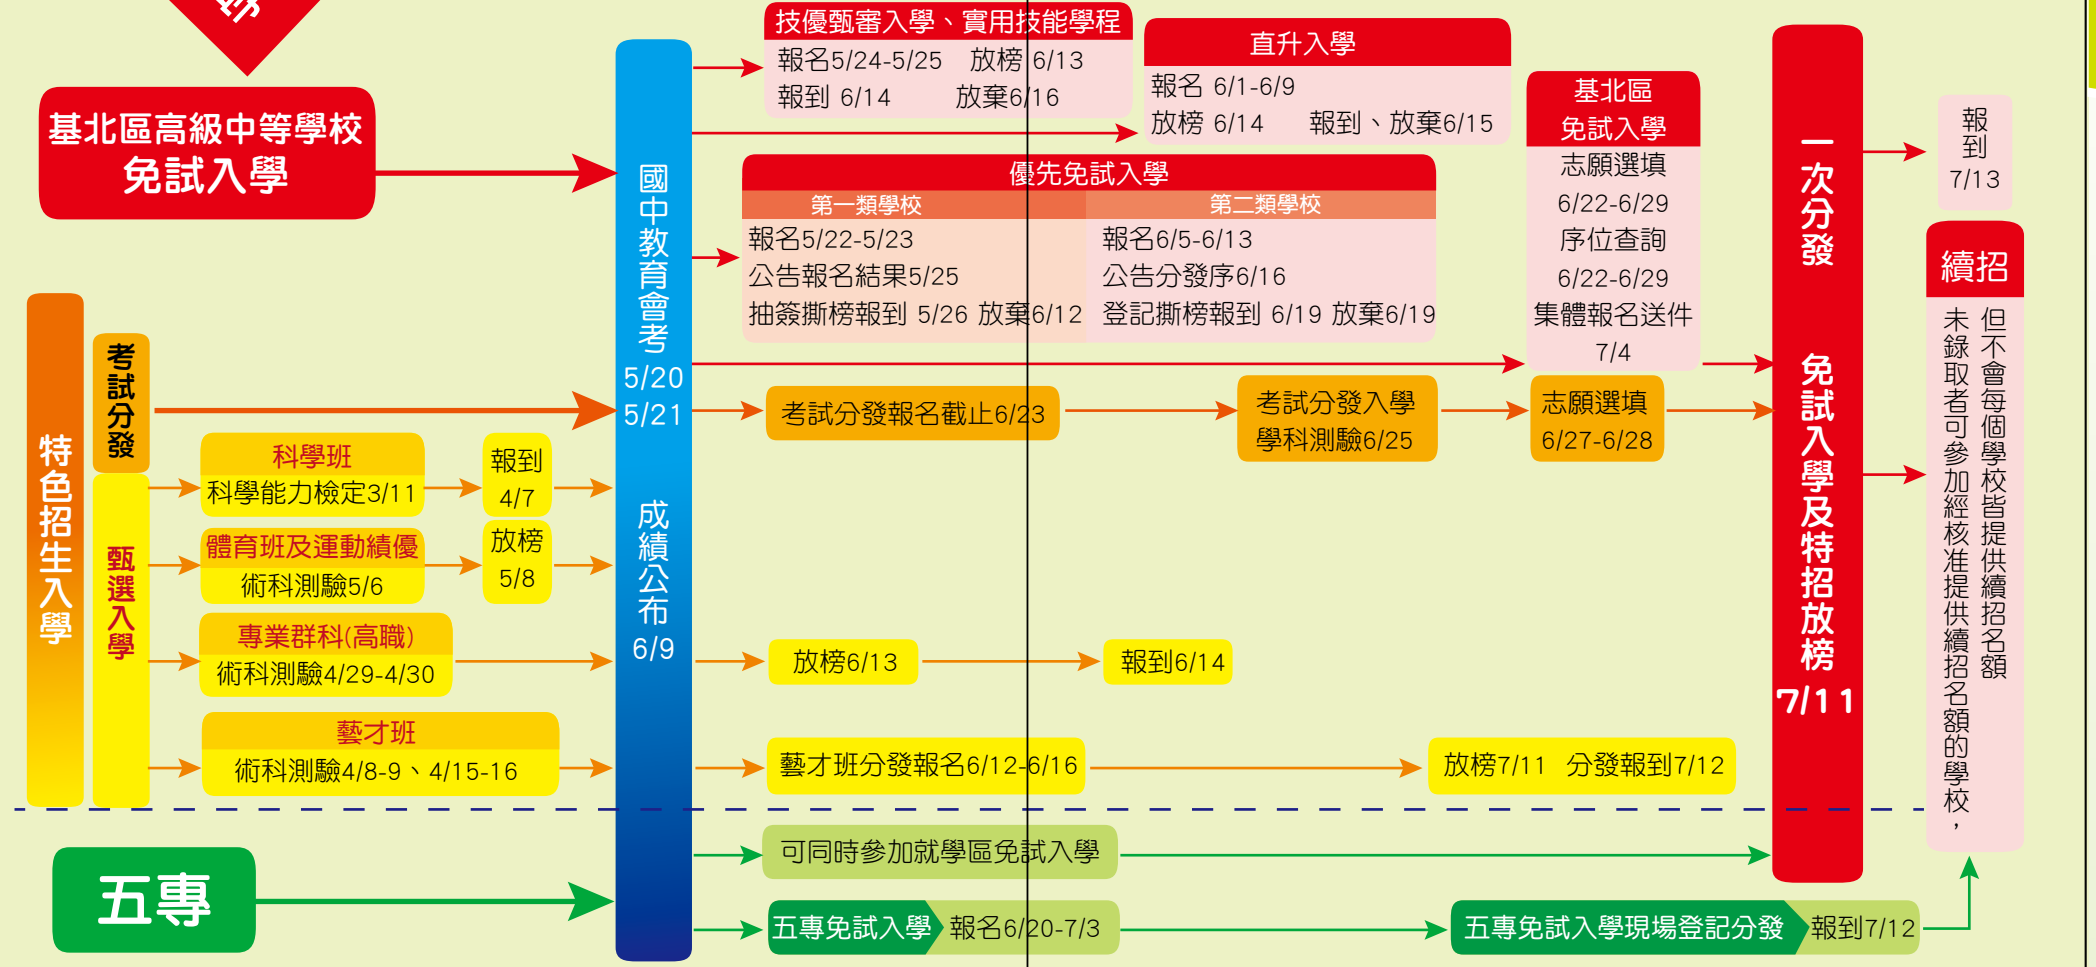 基北區高級中等學校
免試入學
特色招生入學
考試分發
甄選入學
科學班
科學能力檢定3/11
報到
4/7
體育班及運動績優
術科測驗5/6
放榜
5/8
專業群科(高職)
術科測驗4/29-4/30
藝才班
術科測驗4/8-9、4/15-16
五專
國中教育會考
5/20
5/21
成績公布
6/9
技優甄審入學、實用技能學程
報名5/24-5/25 放榜 6/13
報到 6/14 放棄6/16
直升入學
報名 6/1-6/9
放榜 6/14 報到、放棄6/15
優先免試入學
第一類學校
報名5/22-5/23
公告報名結果5/25
抽簽撕榜報到 5/26 放棄6/12
第二類學校
報名6/5-6/13
公告分發序6/16
登記撕榜報到 6/19 放棄6/19
基北區
免試入學
志願選填
6/22-6/29
序位查詢
6/22-6/29
集體報名送件
7/4
考試分發報名截止6/23
考試分發入學
學科測驗6/25
志願選填
6/27-6/28
放榜6/13
報到6/14
藝才班分發報名6/12-6/16
放榜7/11 分發報到7/12
可同時參加就學區免試入學
五專免試入學
報名6/20-7/3
五專免試入學現場登記分發
報到7/12
一次分發
免試入學及特招放榜
7/11
報到
7/13
續招
未錄取者可參加經核准提供續招名額的學校，
但不會每個學校皆提供續招名額